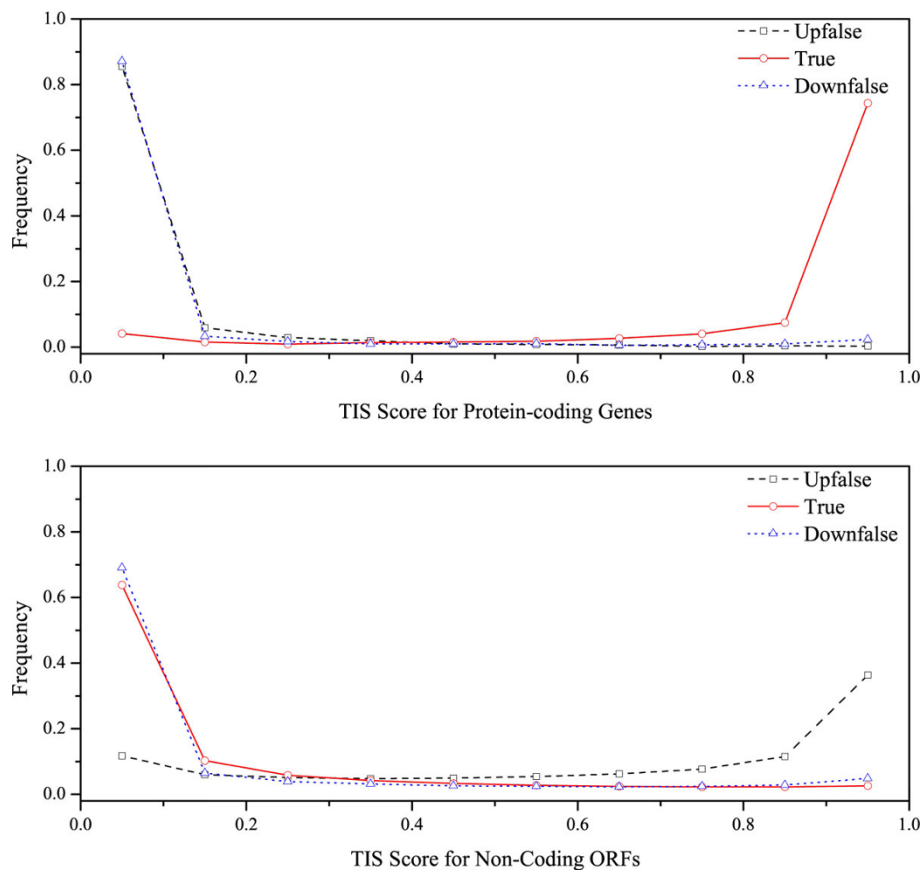 1.0
0.8
0.6
0.4
0.2
0.0
Frequency
Upfalse
True
Downfalse
0.0 0.2 0.4 0.6 0.8 1.0
TIS Score for Protein-coding Genes
1.0
0.8
0.6
0.4
0.2
0.0
Frequency
Upfalse
True
Downfalse
0.0 0.2 0.4 0.6 0.8 1.0
TIS Score for Non-Coding ORFs